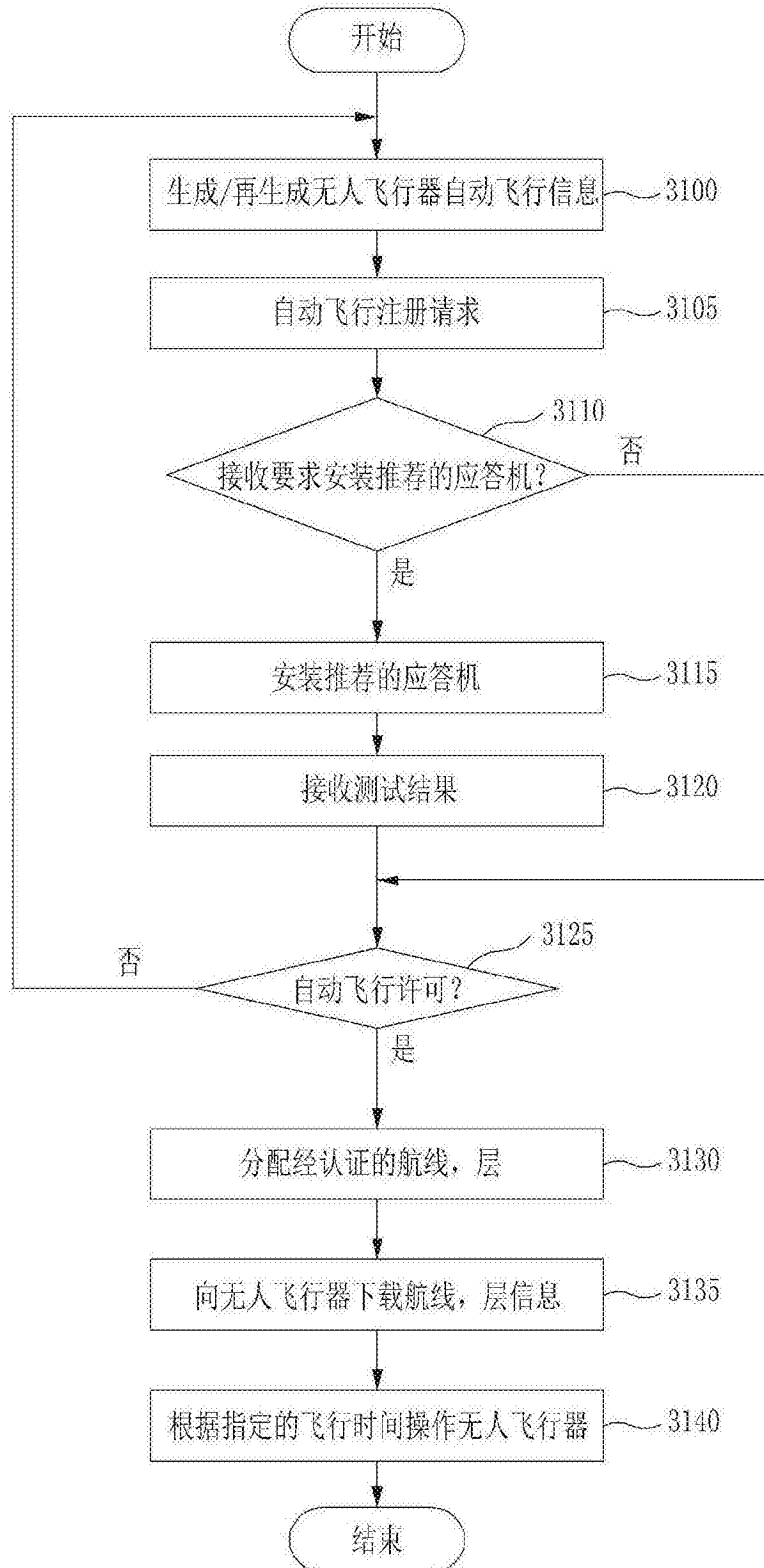 开始
生成/再生成无人飞行器自动飞行信息
3100
自动飞行注册请求
3105
3110
接收要求安装推荐的应答机？
否
是
安装推荐的应答机
3115
接收测试结果
3120
3125
否
自动飞行许可？
是
分配经认证的航线，层
3130
向无人飞行器下载航线，层信息
3135
根据指定的飞行时间操作无人飞行器
3140
结束